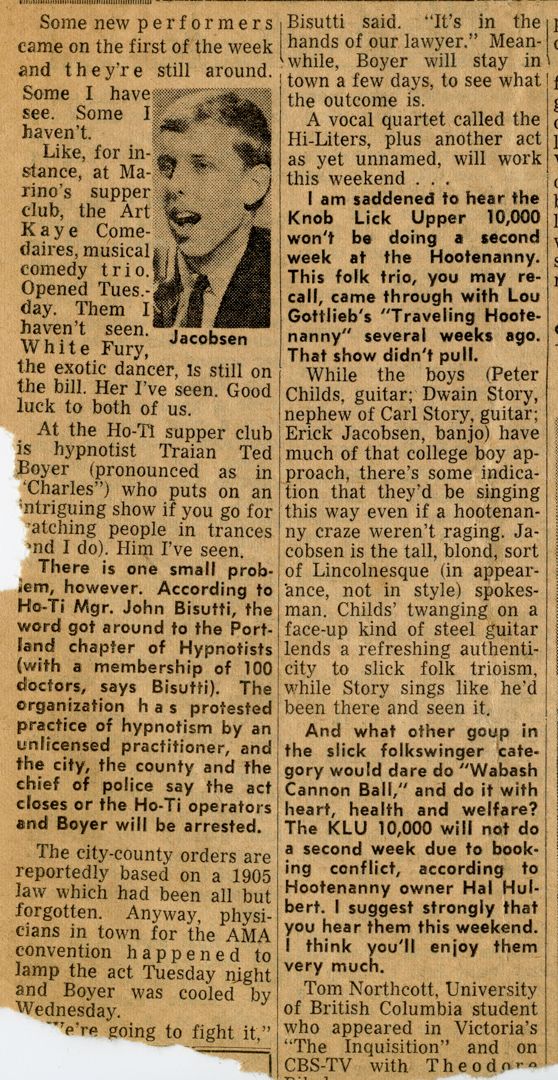 Some new performers
came on the first of the week
and they're still around.
Some I have
see. Some I
haven't.
Like, for in-
stance, at Ma-
rino's supper
club, the Art
Kaye Come-
daires, musical
comedy trio.
Opened Tues.-
day. Them I
haven't seen.
White Fury,
Jacobsen
the exotic dancer, is still on
the bill. Her I've seen. Good
luck to both of us.
At the Ho-Ti supper club
is hypnotist Traian Ted
Boyer (pronounced as in
"Charles") who puts on an
intriguing show if you go for
watching people in trances
and I do). Him I've seen.
There is one small prob-
lem, however. According to
Ho-Ti Mgr. John Bisutti, the
word got around to the Port-
land chapter of Hypnotists
(with a membership of 100
doctors, says Bisutti). The
organization has protested
practice of hypnotism by an
unlicensed practitioner, and
the city, the county and the
chief of police say the act
closes or the Ho-Ti operators
and Boyer will be arrested.
The city-county orders are
reportedly based on a 1905
law which had been all but
forgotten. Anyway, physi-
cians in town for the AMA
convention happened to
lamp the act Tuesday night
and Boyer was cooled by
Wednesday.
"We're going to fight it,"
Bisutti said. "It's in the
hands of our lawyer." Mean-
while, Boyer will stay in
town a few days, to see what
the outcome is.
A vocal quartet called the
Hi-Liters, plus another act
as yet unnamed, will work
this weekend . . .
I am saddened to hear the
Knob Lick Upper 10,000
won't be doing a second
week at the Hootenanny.
This folk trio, you may re-
call, came through with Lou
Gottlieb's "Traveling Hoote-
nanny" several weeks ago.
That show didn't pull.
While the boys (Peter
Childs, guitar; Dwain Story,
nephew of Carl Story, guitar;
Erick Jacobsen, banjo) have
much of that college boy ap-
proach, there's some indica-
tion that they'd be singing
this way even if a hootenan-
ny craze weren't raging. Ja-
cobsen is the tall, blond, sort
of Lincolnesque (in appear-
ance, not in style) spokes-
man. Childs' twanging on a
face-up kind of steel guitar
lends a refreshing authenti-
city to slick folk trioism,
while Story sings like he'd
been there and seen it.
And what other goup in
the slick folkswinger cate-
gory would dare do "Wabash
Cannon Ball," and do it with
heart, health and welfare?
The KLU 10,000 will not do
a second week due to book-
ing conflict, according to
Hootenanny owner Hal Hul-
bert. I suggest strongly that
you hear them this weekend.
I think you'll enjoy them
very much.
Tom Northcott, University
of British Columbia student
who appeared in Victoria's
"The Inquisition" and on
CBS-TV with Theodore